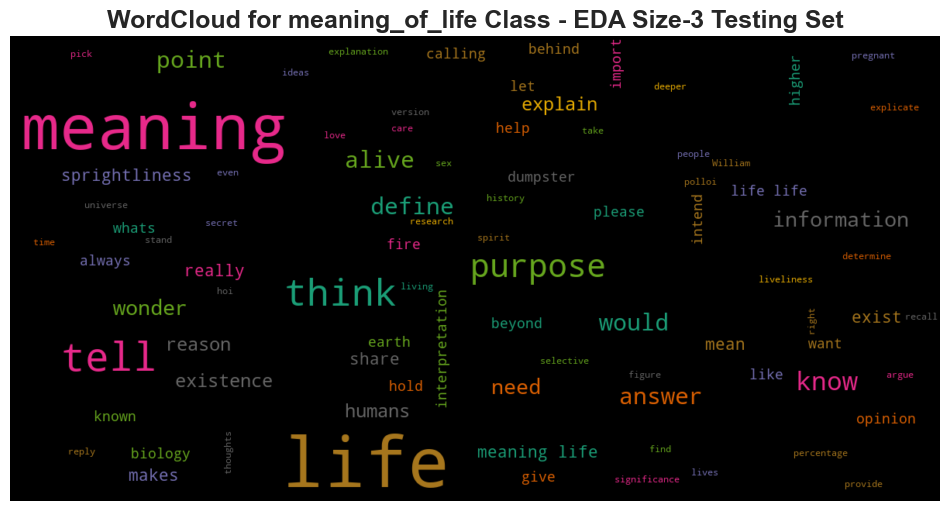 WordCloud for meaning_of_life Class - EDA Size-3 Testing Set
pick
point
explanation
ideas
calling
behind
import
higher
pregnant
let
deeper
explain
explicate
meaning
version
love
care
help
take
alive
sex
people
William
sprightliness
even
dumpster
polloi
life life
universe
secret
define
research
history
please
intend
information
whats
stand
time
fire
spirit
always
really
purpose
determine
hoi
think
living
liveliness
wonder
interpretation
beyond
would
right
exist
recall
tell
reason
earth
share
mean
want
existence
hold
selective
figure
need
like
know
argue
answer
known
humans
opinion
reply
biology
thoughts
makes
life
meaning life
give
find
significance
lives
percentage
provide